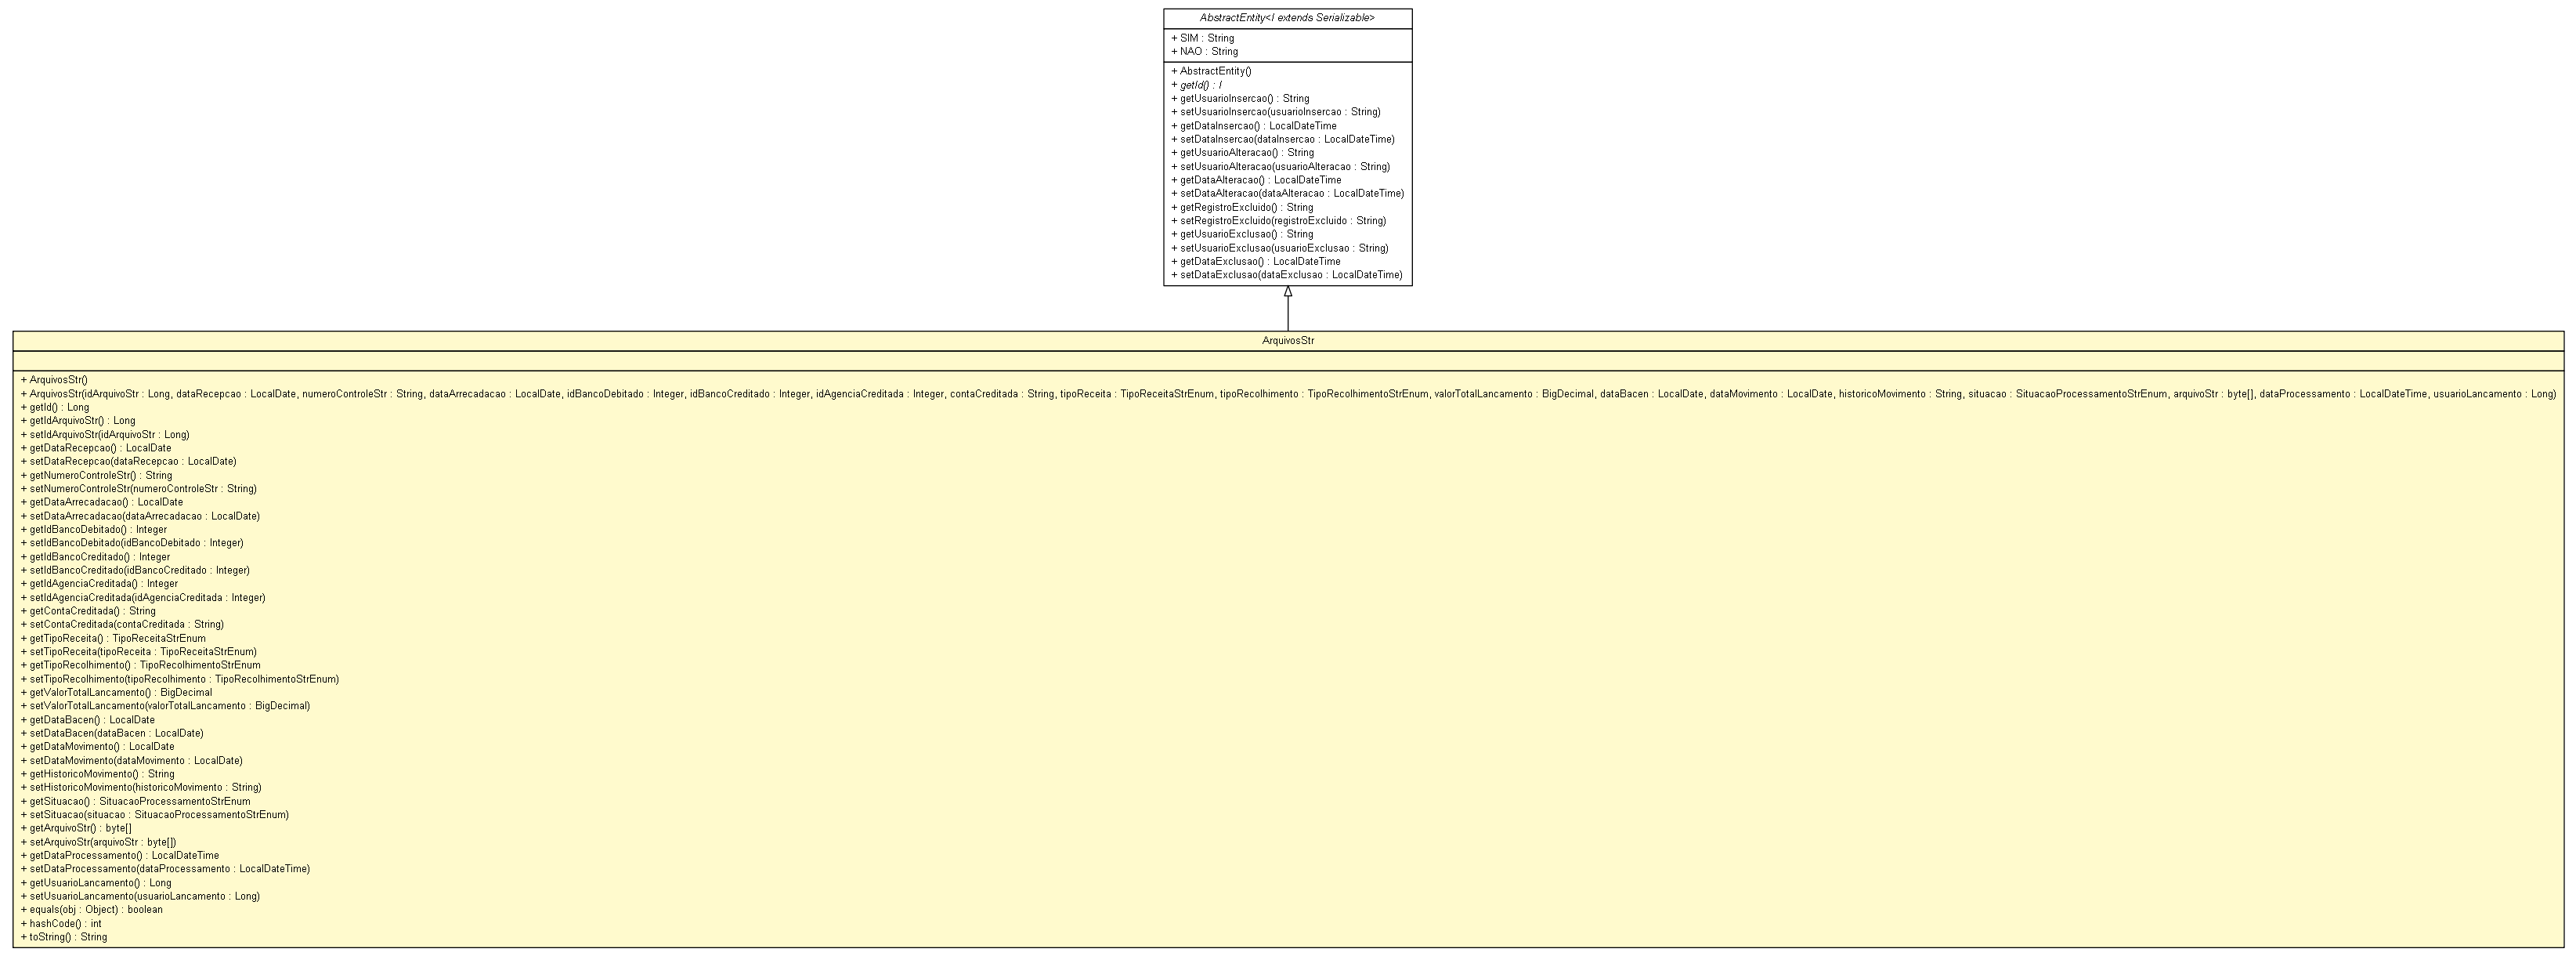 AbstractEntity<I extends Serializable>
+ SIM : String
+ NAO : String
+ AbstractEntity()
+ getId() : I
+ getUsuarioInsercao() : String
+ setUsuarioInsercao(usuarioInsercao : String)
+ getDataInsercao() : LocalDateTime
+ setDataInsercao(dataInsercao : LocalDateTime)
+ getUsuarioAlteracao() : String
+ setUsuarioAlteracao(usuarioAlteracao : String)
+ getDataAlteracao() : LocalDateTime
+ setDataAlteracao(dataAlteracao : LocalDateTime)
+ getRegistroExcluido() : String
+ setRegistroExcluido(registroExcluido : String)
+ getUsuarioExclusao() : String
+ setUsuarioExclusao(usuarioExclusao : String)
+ getDataExclusao() : LocalDateTime
+ setDataExclusao(dataExclusao : LocalDateTime)
ArquivosStr
+ ArquivosStr()
+ ArquivosStr(idArquivoStr : Long, dataRecepcao : LocalDate, numeroControleStr : String, dataArrecadacao : LocalDate, idBancoDebitado : Integer, idBancoCreditado : Integer, idAgenciaCreditada : Integer, contaCreditada : String, tipoReceita : TipoReceitaStrEnum, tipoRecolhimento : TipoRecolhimentoStrEnum, valorTotalLancamento : BigDecimal, dataBacen : LocalDate, dataMovimento : LocalDate, historicoMovimento : String, situacao : SituacaoProcessamentoStrEnum, arquivoStr : byte[], dataProcessamento : LocalDateTime, usuarioLancamento : Long)
+ getId() : Long
+ getIdArquivoStr() : Long
+ setIdArquivoStr(idArquivoStr : Long)
+ getDataRecepcao() : LocalDate
+ setDataRecepcao(dataRecepcao : LocalDate)
+ getNumeroControleStr() : String
+ setNumeroControleStr(numeroControleStr : String)
+ getDataArrecadacao() : LocalDate
+ setDataArrecadacao(dataArrecadacao : LocalDate)
+ getIdBancoDebitado() : Integer
+ setIdBancoDebitado(idBancoDebitado : Integer)
+ getIdBancoCreditado() : Integer
+ setIdBancoCreditado(idBancoCreditado : Integer)
+ getIdAgenciaCreditada() : Integer
+ setIdAgenciaCreditada(idAgenciaCreditada : Integer)
+ getContaCreditada() : String
+ setContaCreditada(contaCreditada : String)
+ getTipoReceita() : TipoReceitaStrEnum
+ setTipoReceita(tipoReceita : TipoReceitaStrEnum)
+ getTipoRecolhimento() : TipoRecolhimentoStrEnum
+ setTipoRecolhimento(tipoRecolhimento : TipoRecolhimentoStrEnum)
+ getValorTotalLancamento() : BigDecimal
+ setValorTotalLancamento(valorTotalLancamento : BigDecimal)
+ getDataBacen() : LocalDate
+ setDataBacen(dataBacen : LocalDate)
+ getDataMovimento() : LocalDate
+ setDataMovimento(dataMovimento : LocalDate)
+ getHistoricoMovimento() : String
+ setHistoricoMovimento(historicoMovimento : String)
+ getSituacao() : SituacaoProcessamentoStrEnum
+ setSituacao(situacao : SituacaoProcessamentoStrEnum)
+ getArquivoStr() : byte[]
+ setArquivoStr(arquivoStr : byte[])
+ getDataProcessamento() : LocalDateTime
+ setDataProcessamento(dataProcessamento : LocalDateTime)
+ getUsuarioLancamento() : Long
+ setUsuarioLancamento(usuarioLancamento : Long)
+ equals(obj : Object) : boolean
+ hashCode() : int
+ toString() : String